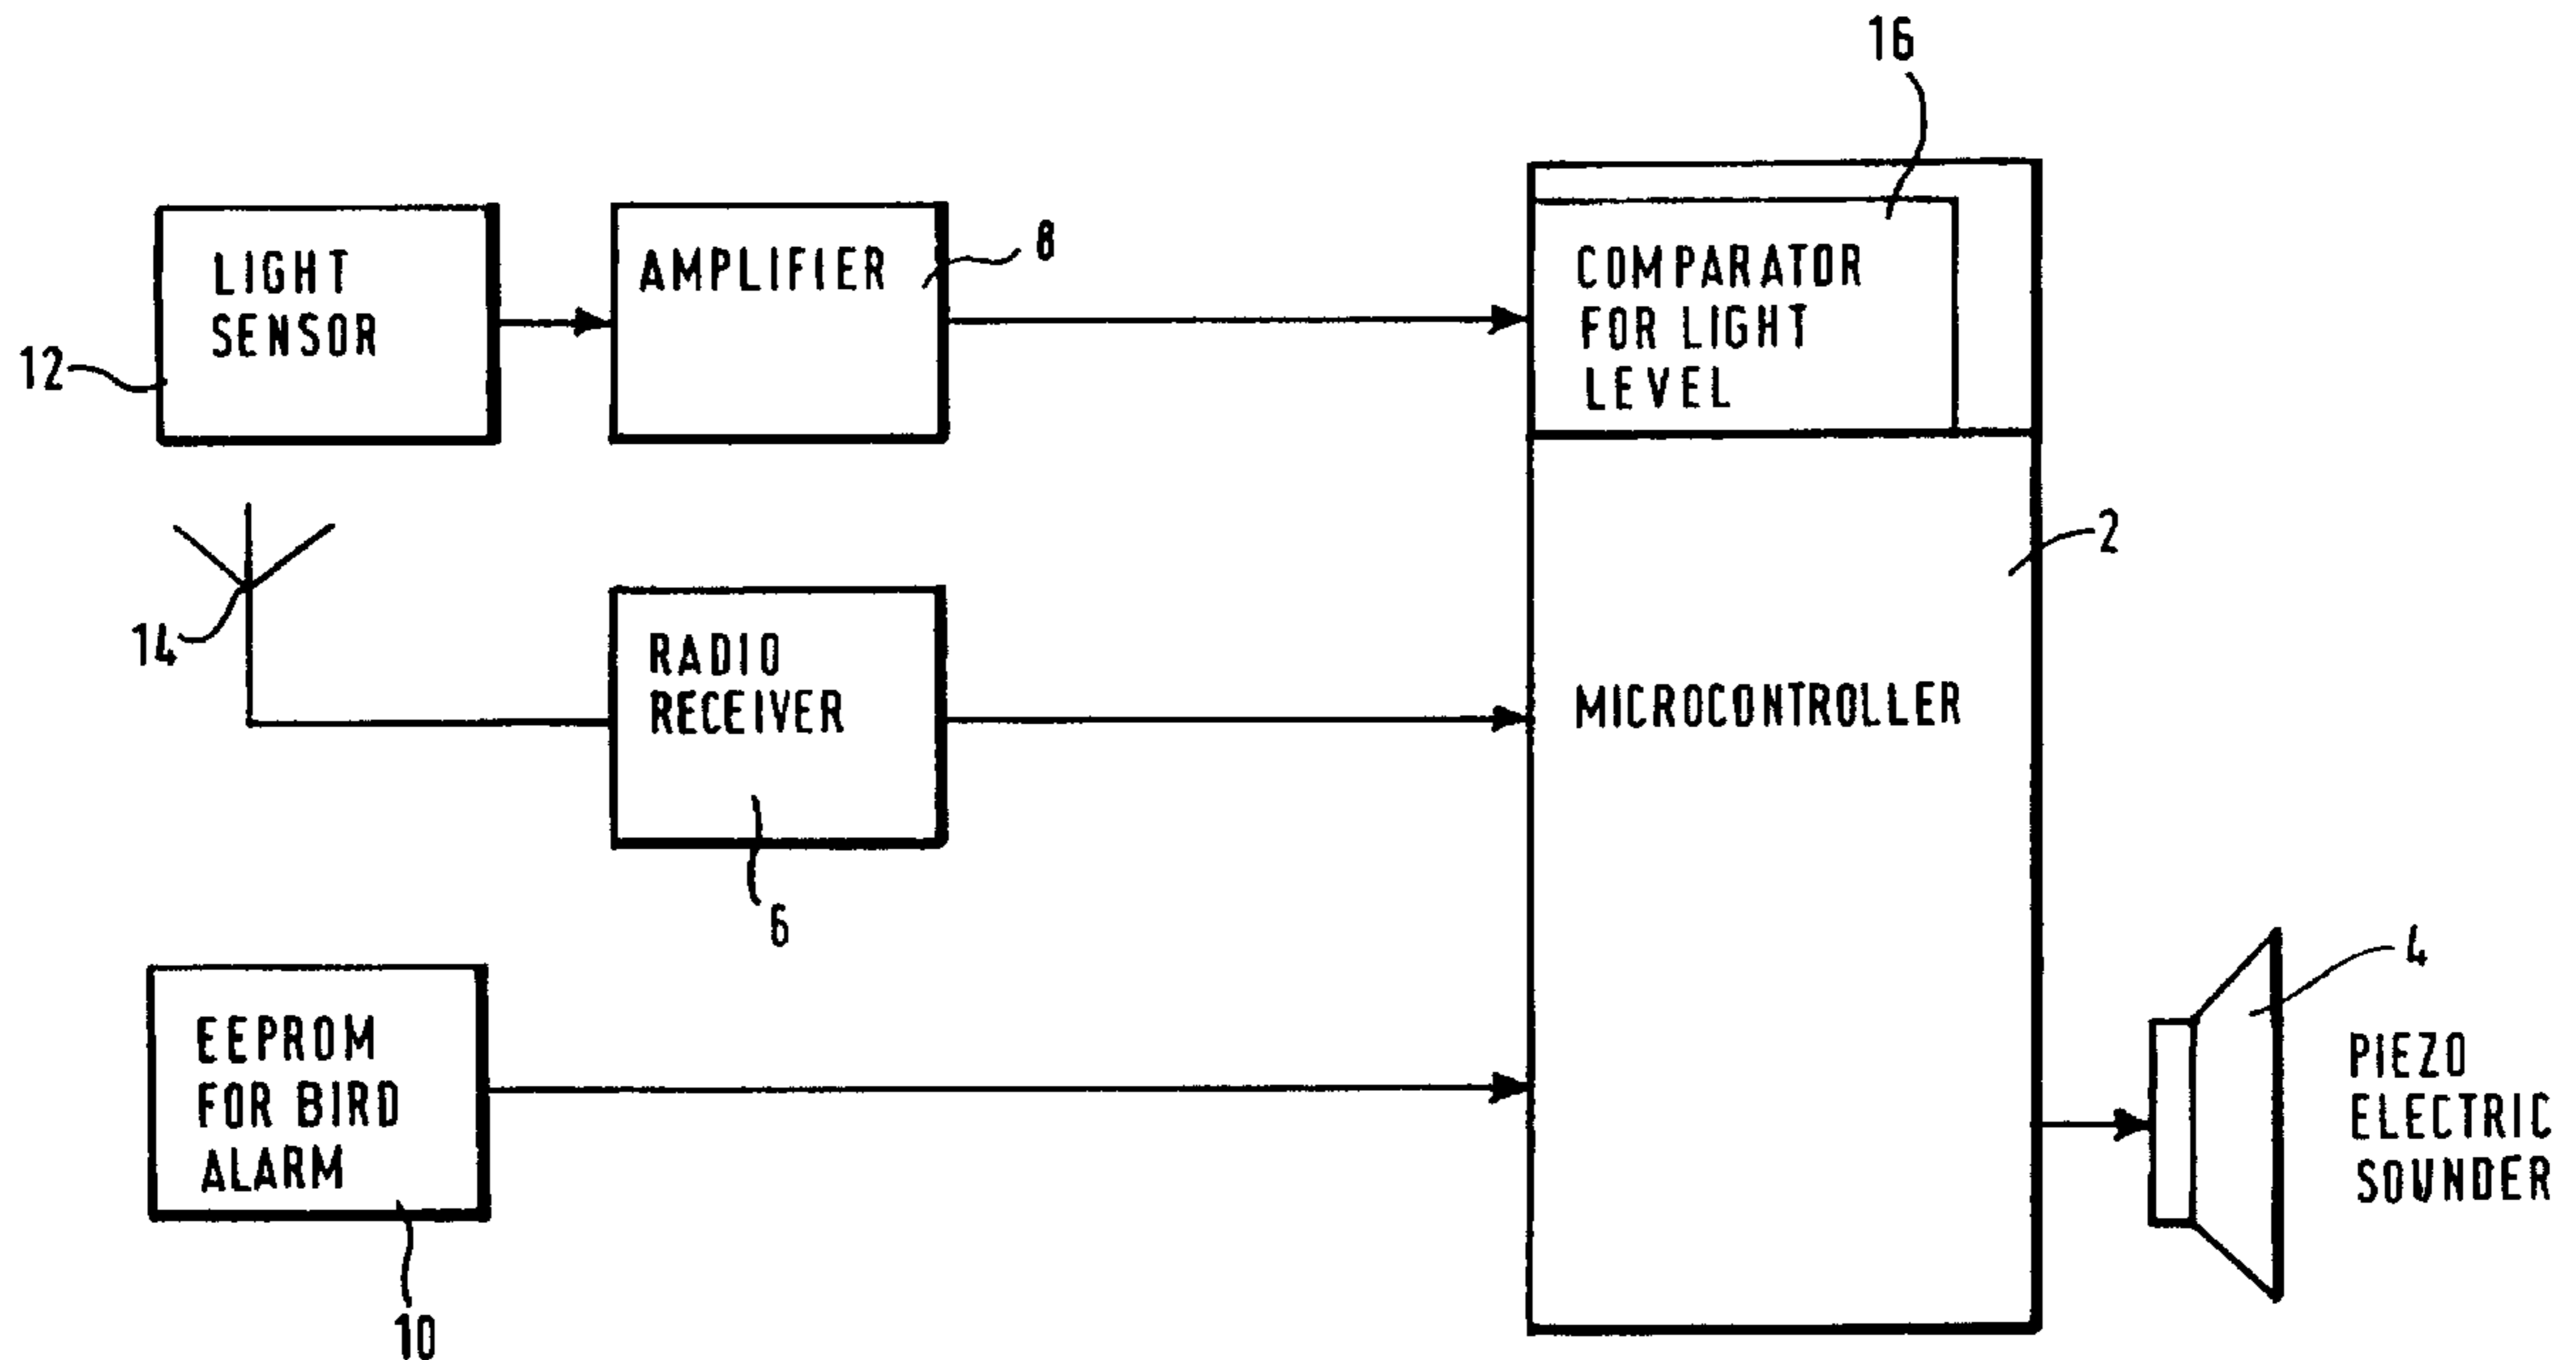 16
LIGHT
SENSOR
12
AMPLIFIER
8
COMPARATOR
FOR LIGHT
LEVEL
14
RADIO
RECEIVER
6
MICROCONTROLLER
2
EEPROM
FOR BIRD
ALARM
10
4
PIEZO
ELECTRIC
SOUNDER